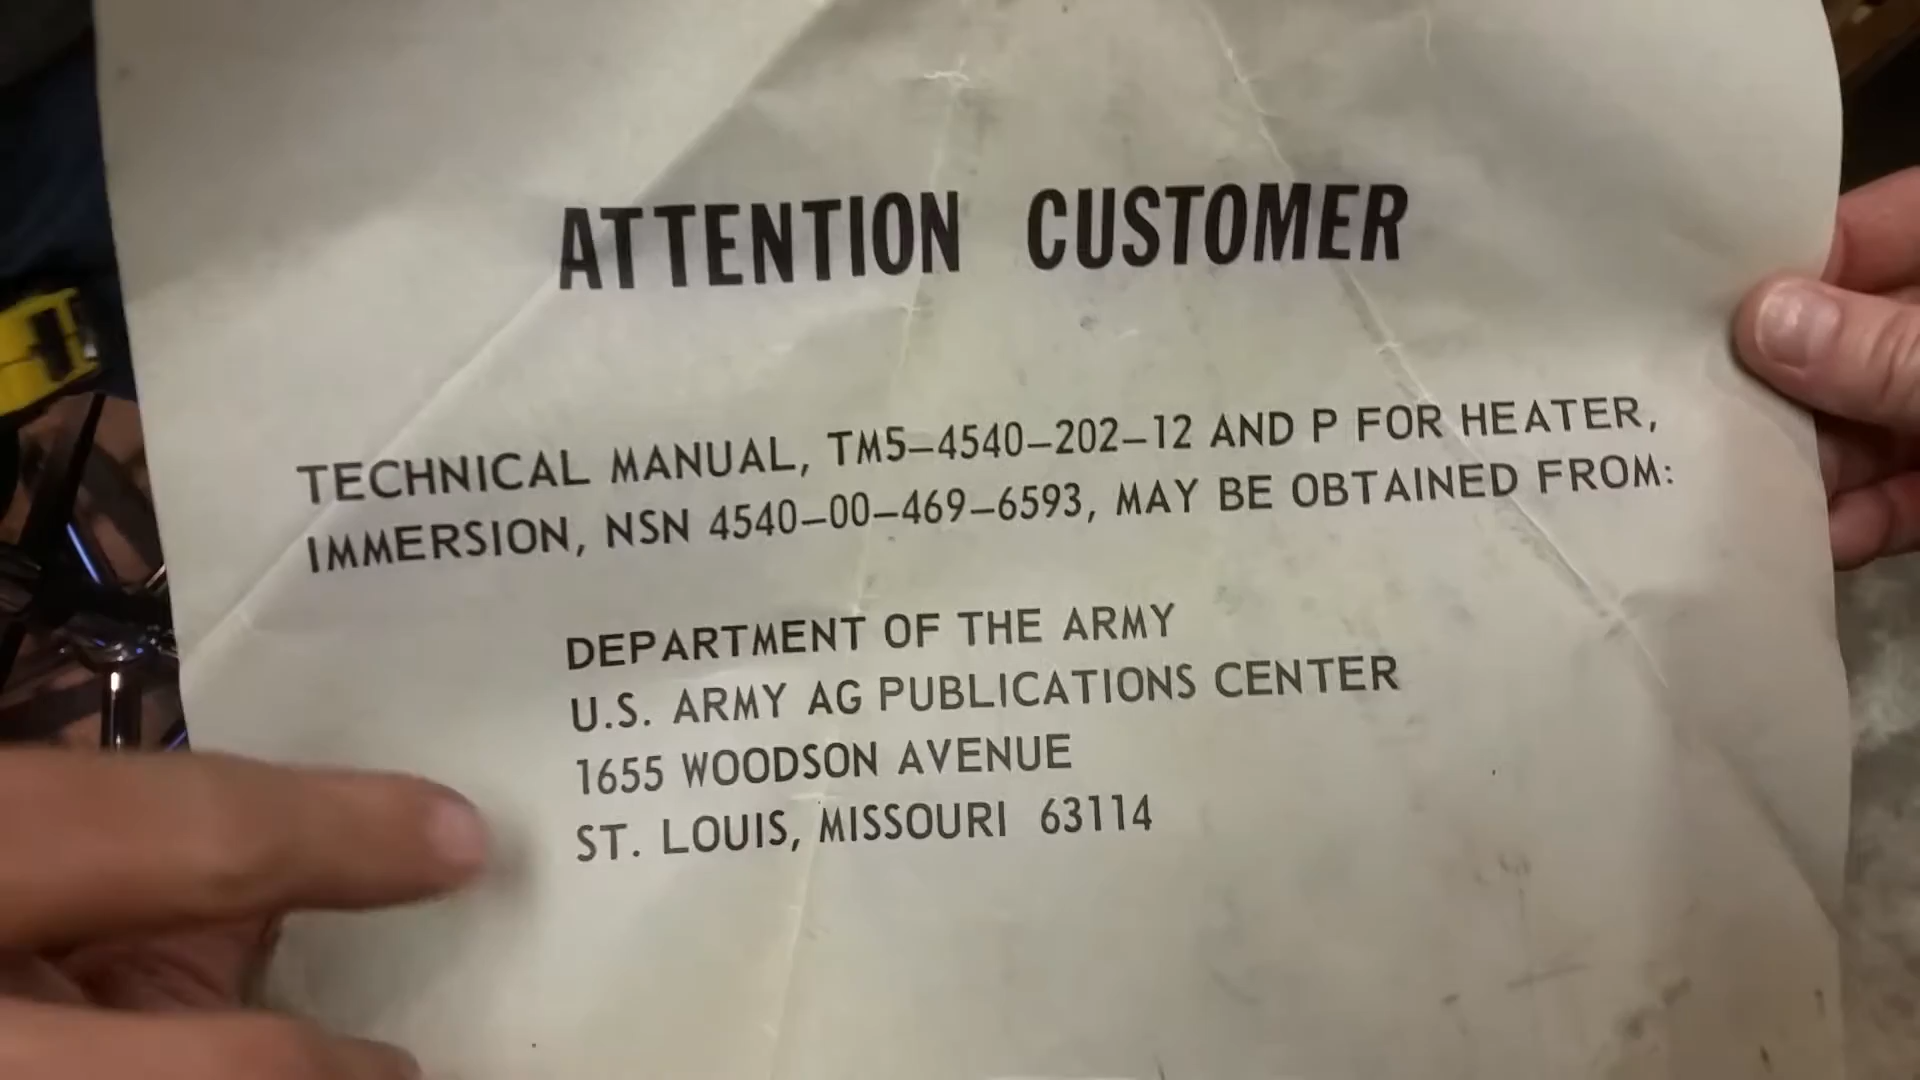 ATTENTION CUSTOMER
TECHNICAL MANUAL, TM5–4540–202–12 AND P FOR HEATER,
IMMERSION, NSN 4540–00–469–6593, MAY BE OBTAINED FROM:
DEPARTMENT OF THE ARMY
U.S. ARMY AG PUBLICATIONS CENTER
1655 WOODSON AVENUE
ST. LOUIS, MISSOURI 63114